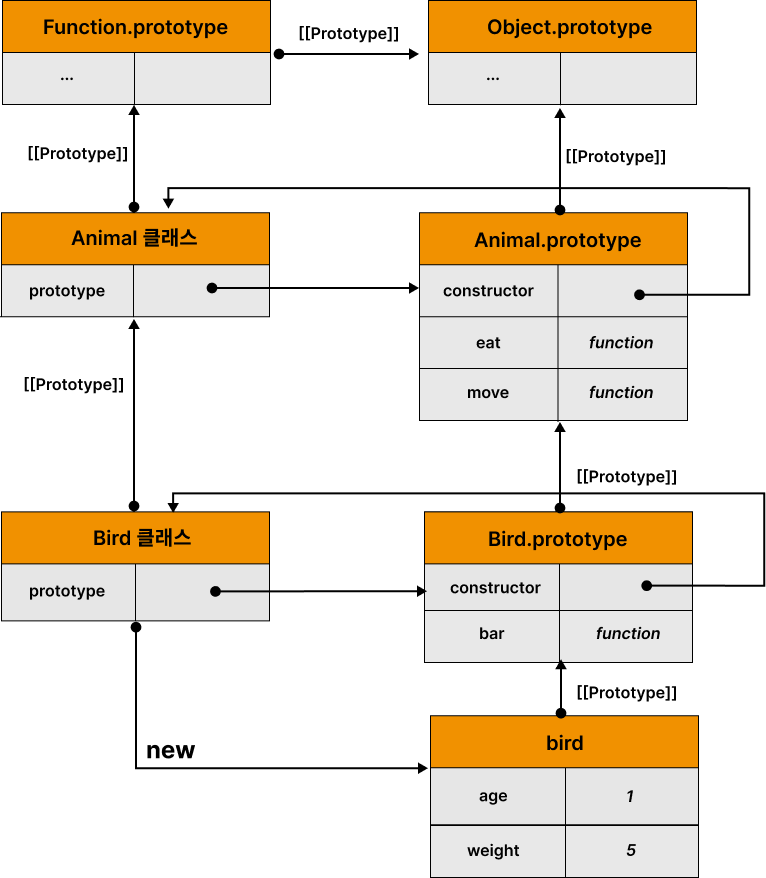 Function.prototype
[[Prototype]]
Object.prototype
...
...
[[Prototype]]
[[Prototype]]
Animal 클래스
Animal.prototype
prototype
constructor
eat
function
move
function
[[Prototype]]
[[Prototype]]
Bird 클래스
Bird.prototype
prototype
constructor
bar
function
[[Prototype]]
new
bird
age
1
weight
5